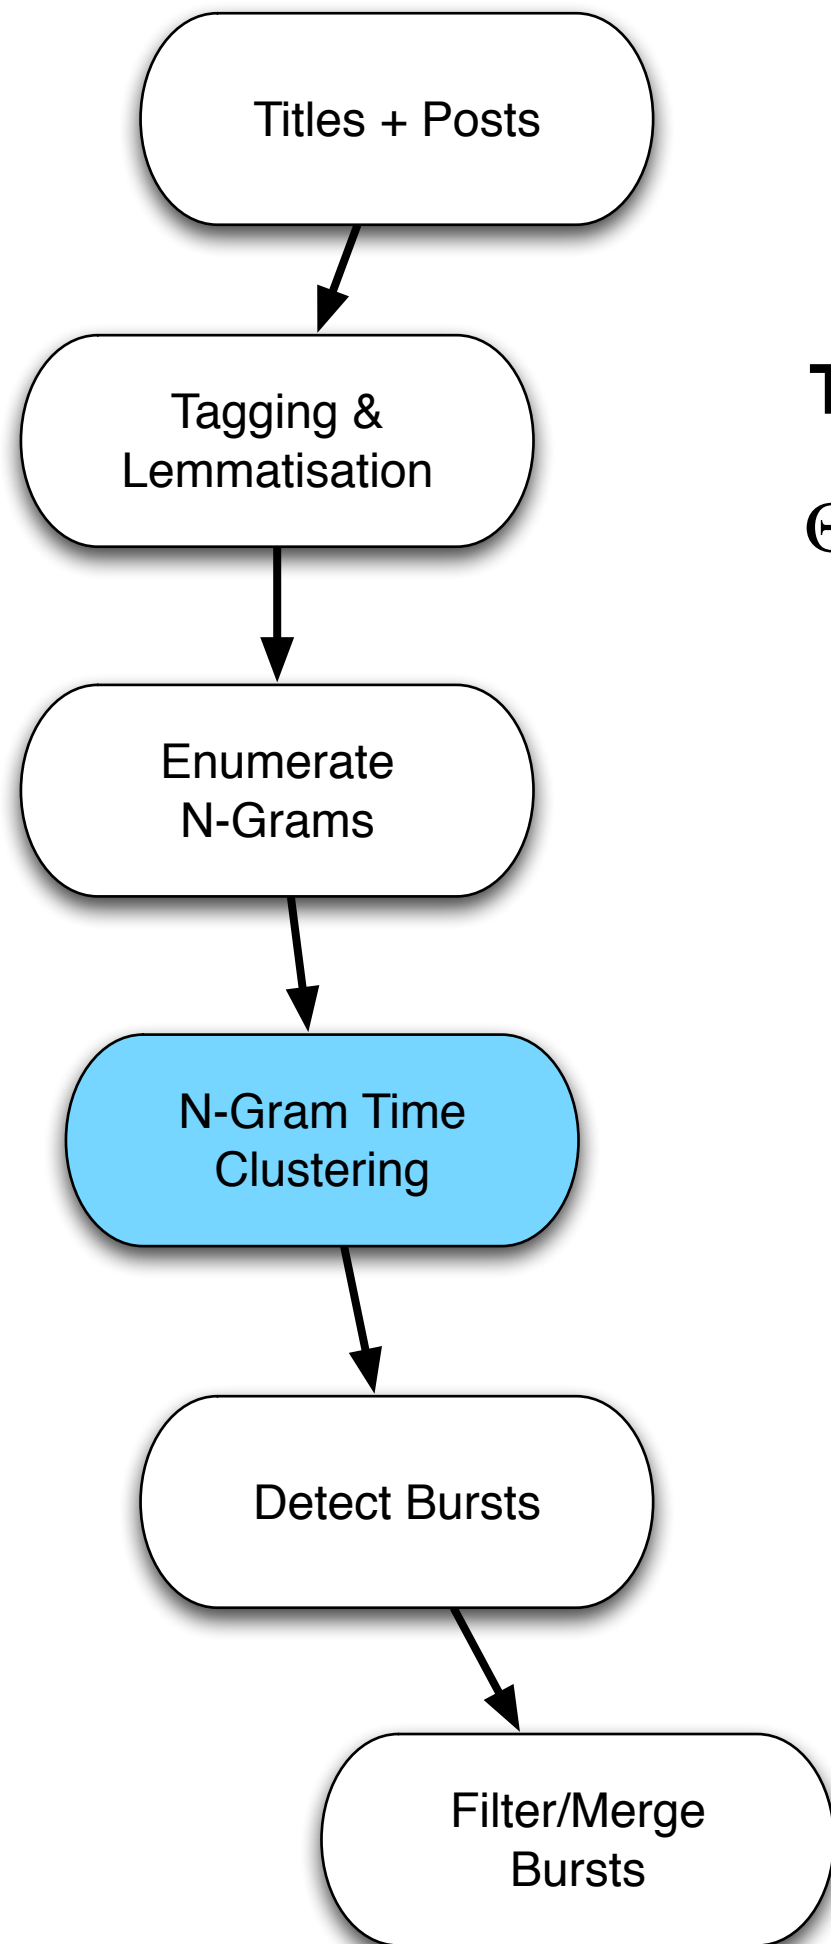 Titles + Posts
Tagging &
Lemmatisation
Enumerate
N-Grams
N-Gram Time
Clustering
Detect Bursts
Filter/Merge
Bursts